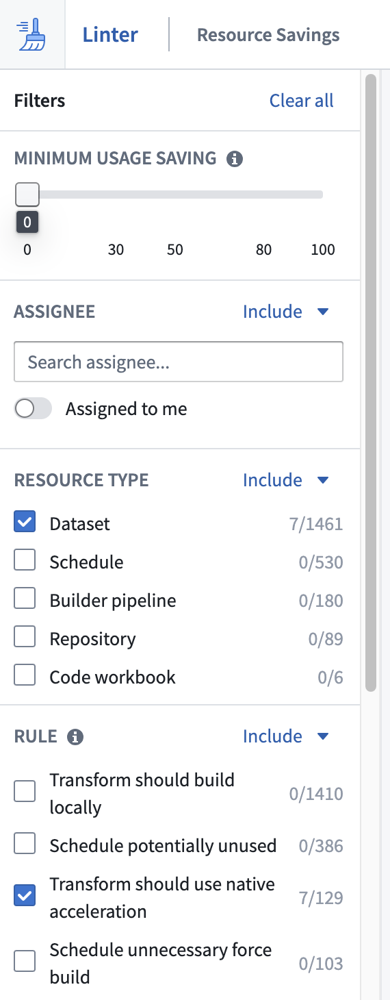 Linter
Resource Savings
Filters
Clear all
MINIMUM USAGE SAVING
0
0 30 50 80 100
ASSIGNEE
Include
Search assignee...
Assigned to me
RESOURCE TYPE
Include
Dataset 7/1461
Schedule 0/530
Builder pipeline 0/180
Repository 0/89
Code workbook 0/6
RULE
Include
Transform should build
locally
0/1410
Schedule potentially unused 0/386
Transform should use native
acceleration
7/129
Schedule unnecessary force
build
0/103